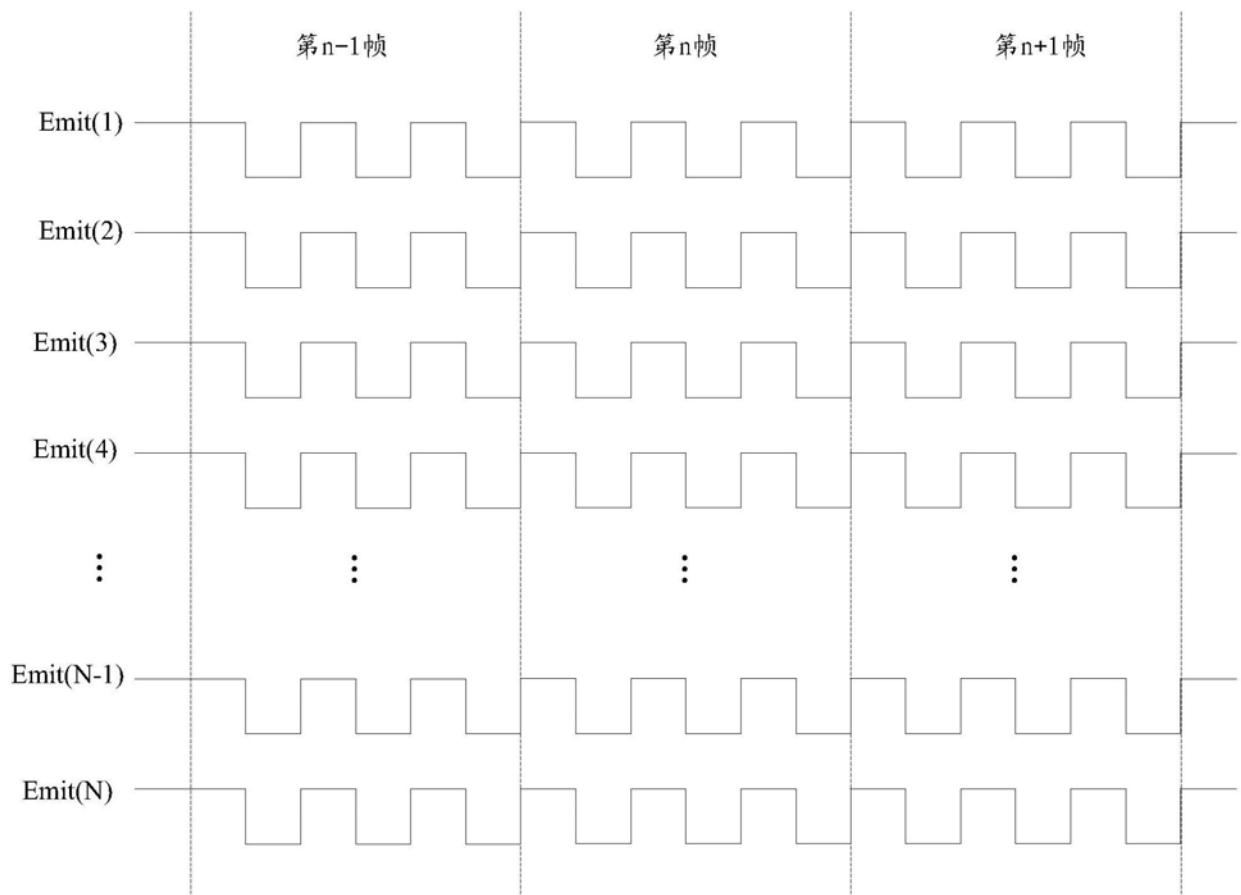 第n-1帧 第n帧 第n+1帧
Emit(1)
Emit(2)
Emit(3)
Emit(4)
Emit(N-1)
Emit(N)